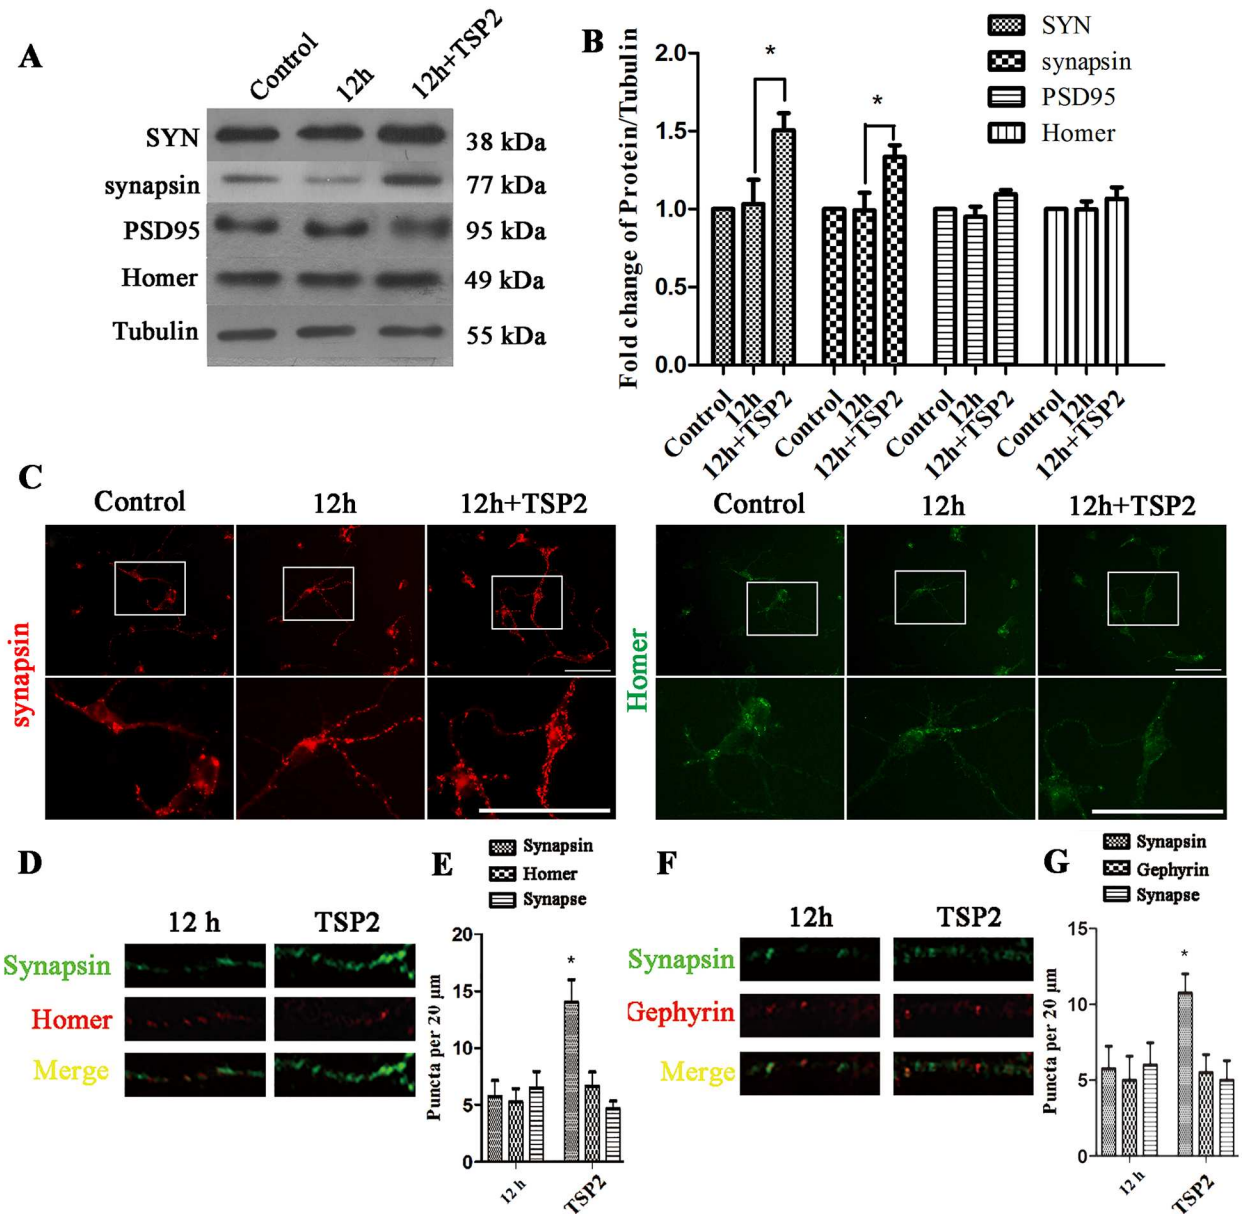 A
Control
12h
12h+TSP2
SYN
38 kDa
synapsin
77 kDa
PSD95
95 kDa
Homer
49 kDa
Tubulin
55 kDa
B
SYN
synapsin
PSD95
Homer
Fold change of Protein/Tubulin
2.0
1.5
1.0
0.5
0.0
*
*
Control
12h
12h+TSP2
Control
12h
12h+TSP2
Control
12h
12h+TSP2
Control
12h
12h+TSP2
C
Control
12h
12h+TSP2
synapsin
Control
12h
12h+TSP2
Homer
D
12 h
TSP2
Synapsin
Homer
Merge
E
Synapsin
Homer
Synapse
Puncta per 20 μm
20
15
10
5
0
*
12 h
TSP2
F
12h
TSP2
Synapsin
Gephyrin
Merge
G
Synapsin
Gephyrin
Synapse
Puncta per 20 μm
15
10
5
0
*
12 h
TSP2